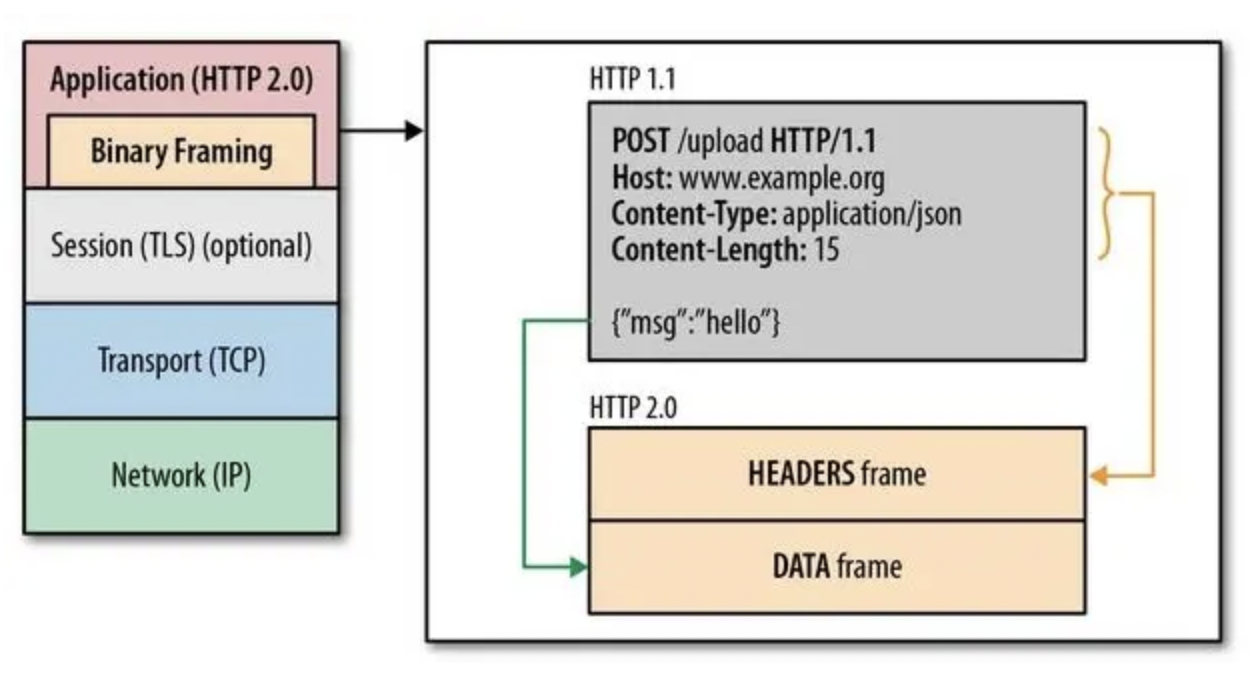 Application (HTTP 2.0)
Binary Framing
Session (TLS) (optional)
Transport (TCP)
Network (IP)
HTTP 1.1
POST /upload HTTP/1.1
Host: www.example.org
Content-Type: application/json
Content-Length: 15
{”msg”:”hello”}
HTTP 2.0
HEADERS frame
DATA frame